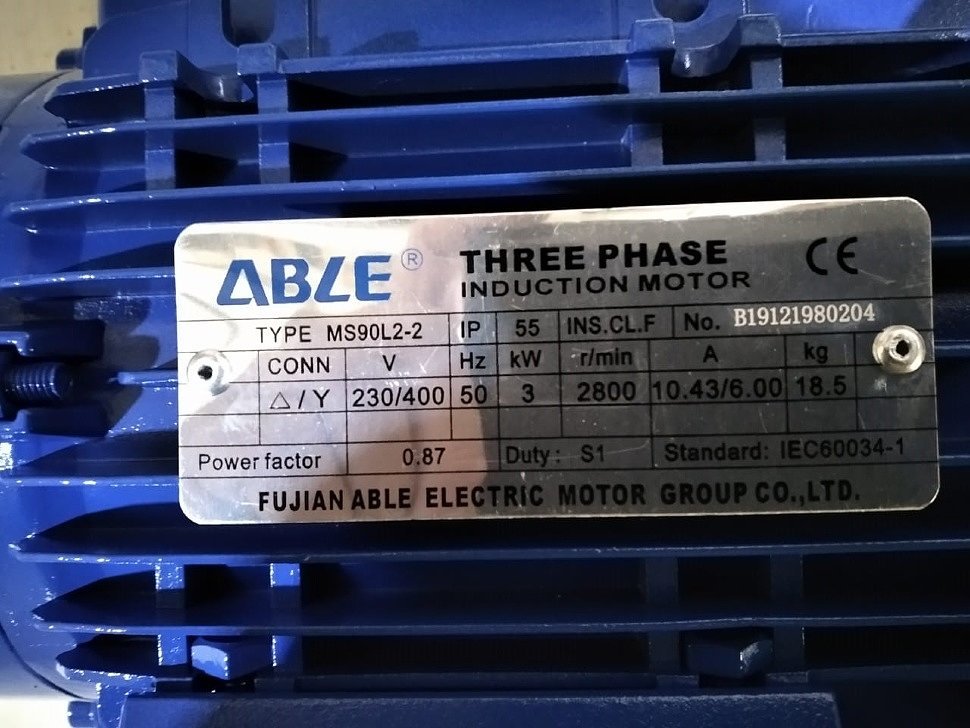 ABLE ® THREE PHASE CE
INDUCTION MOTOR
TYPE MS90L2-2 IP 55 INS.CL.F No. B19121980204
CONN V Hz kW r/min A kg
△/Y 230/400 50 3 2800 10.43/6.00 18.5
Power factor 0.87 Duty: S1 Standard: IEC60034-1
FUJIAN ABLE ELECTRIC MOTOR GROUP CO.,LTD.